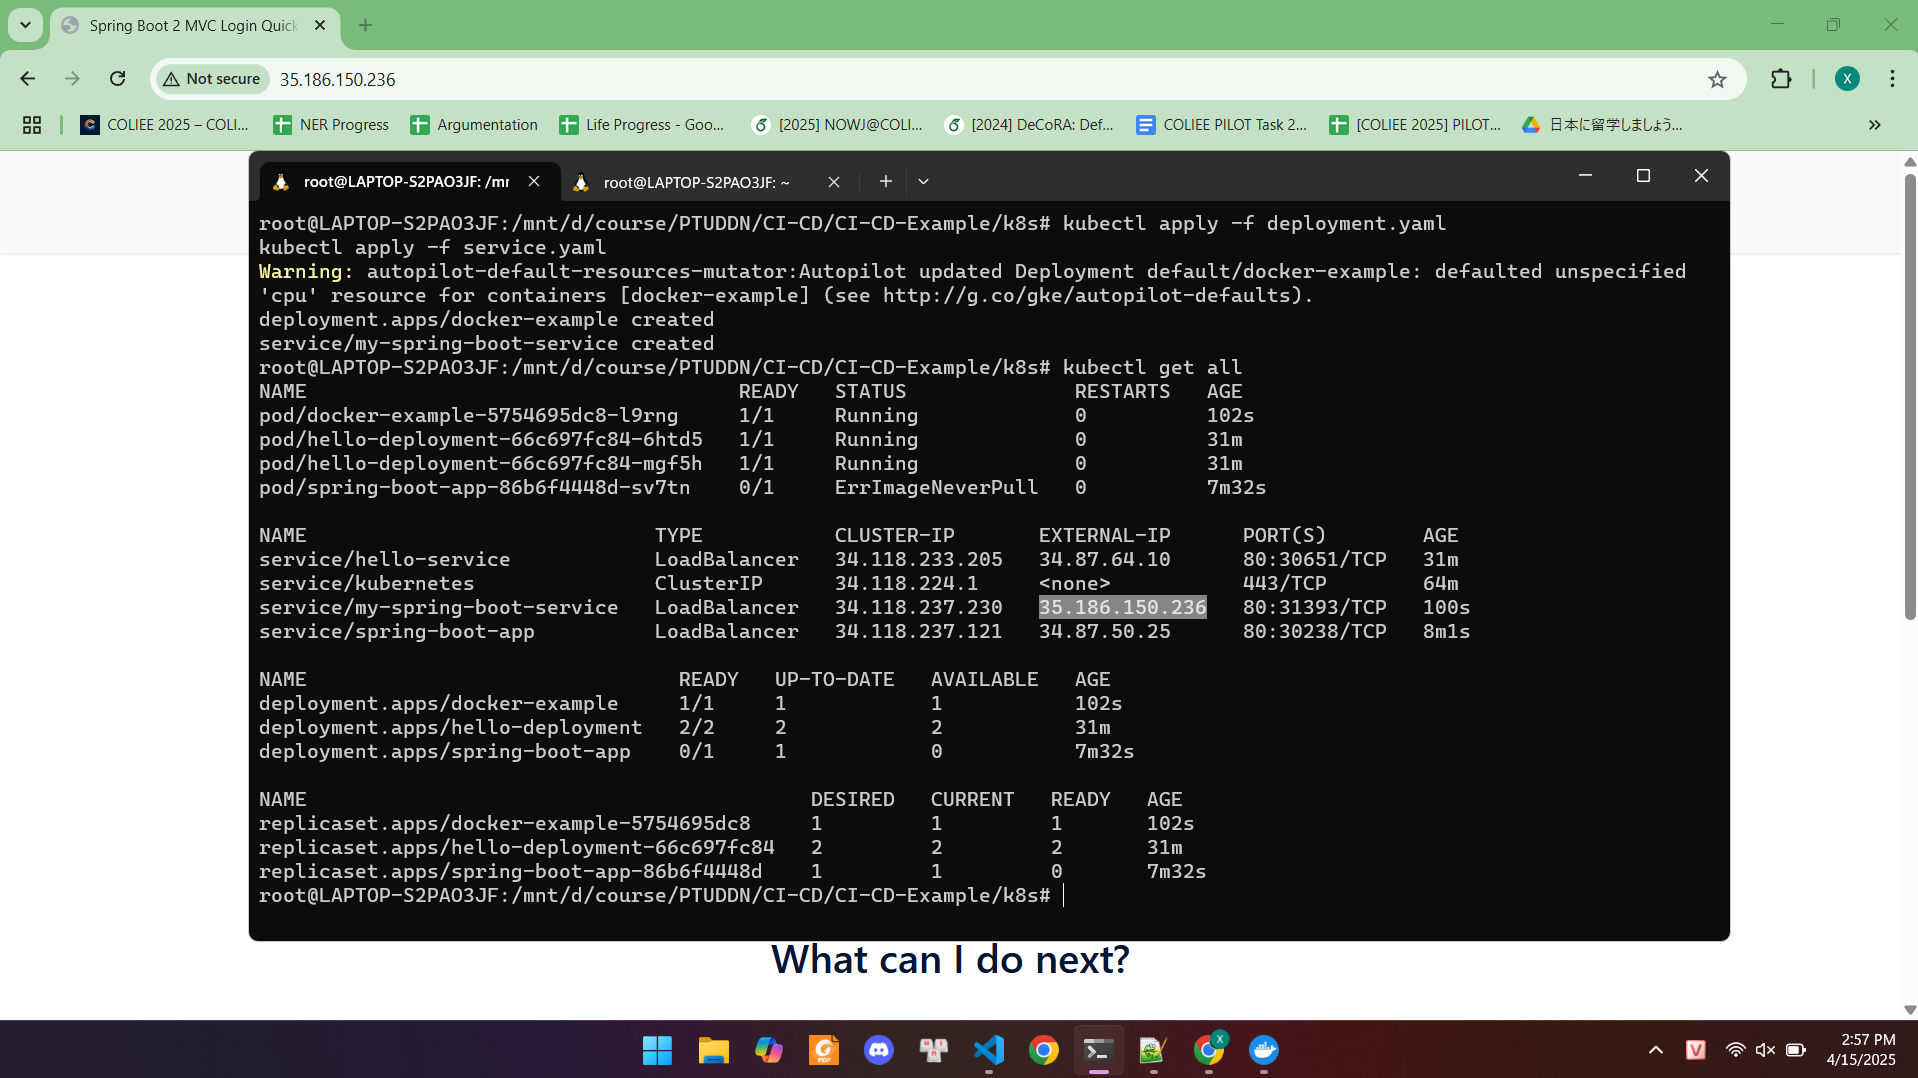 Spring Boot 2 MVC Login Quick
Not secure
35.186.150.236
X
COLIEE 2025 – COLI...
NER Progress
Argumentation
Life Progress - Goo...
[2025] NOWJ@COLI...
[2024] DeCoRA: Def...
COLIEE PILOT Task 2...
[COLIEE 2025] PILOT...
日本に留学しましょう...
root@LAPTOP-S2PAO3JF: /mr
root@LAPTOP-S2PAO3JF: ~
root@LAPTOP-S2PAO3JF:/mnt/d/course/PTUDDN/CI-CD/CI-CD-Example/k8s# kubectl apply -f deployment.yaml
kubectl apply -f service.yaml
Warning: autopilot-default-resources-mutator:Autopilot updated Deployment default/docker-example: defaulted unspecified
'cpu' resource for containers [docker-example] (see http://g.co/gke/autopilot-defaults).
deployment.apps/docker-example created
service/my-spring-boot-service created
root@LAPTOP-S2PAO3JF:/mnt/d/course/PTUDDN/CI-CD/CI-CD-Example/k8s# kubectl get all
NAME READY STATUS RESTARTS AGE
pod/docker-example-5754695dc8-l9rng 1/1 Running 0 102s
pod/hello-deployment-66c697fc84-6htd5 1/1 Running 0 31m
pod/hello-deployment-66c697fc84-mgf5h 1/1 Running 0 31m
pod/spring-boot-app-86b6f4448d-sv7tn 0/1 ErrImageNeverPull 0 7m32s
NAME TYPE CLUSTER-IP EXTERNAL-IP PORT(S) AGE
service/hello-service LoadBalancer 34.118.233.205 34.87.64.10 80:30651/TCP 31m
service/kubernetes ClusterIP 34.118.224.1 <none> 443/TCP 64m
service/my-spring-boot-service LoadBalancer 34.118.237.230 35.186.150.236 80:31393/TCP 100s
service/spring-boot-app LoadBalancer 34.118.237.121 34.87.50.25 80:30238/TCP 8m1s
NAME READY UP-TO-DATE AVAILABLE AGE
deployment.apps/docker-example 1/1 1 1 102s
deployment.apps/hello-deployment 2/2 2 2 31m
deployment.apps/spring-boot-app 0/1 1 0 7m32s
NAME DESIRED CURRENT READY AGE
replicaset.apps/docker-example-5754695dc8 1 1 1 102s
replicaset.apps/hello-deployment-66c697fc84 2 2 2 31m
replicaset.apps/spring-boot-app-86b6f4448d 1 1 0 7m32s
root@LAPTOP-S2PAO3JF:/mnt/d/course/PTUDDN/CI-CD/CI-CD-Example/k8s#
What can I do next?
PDF
X
V
2:57 PM
4/15/2025